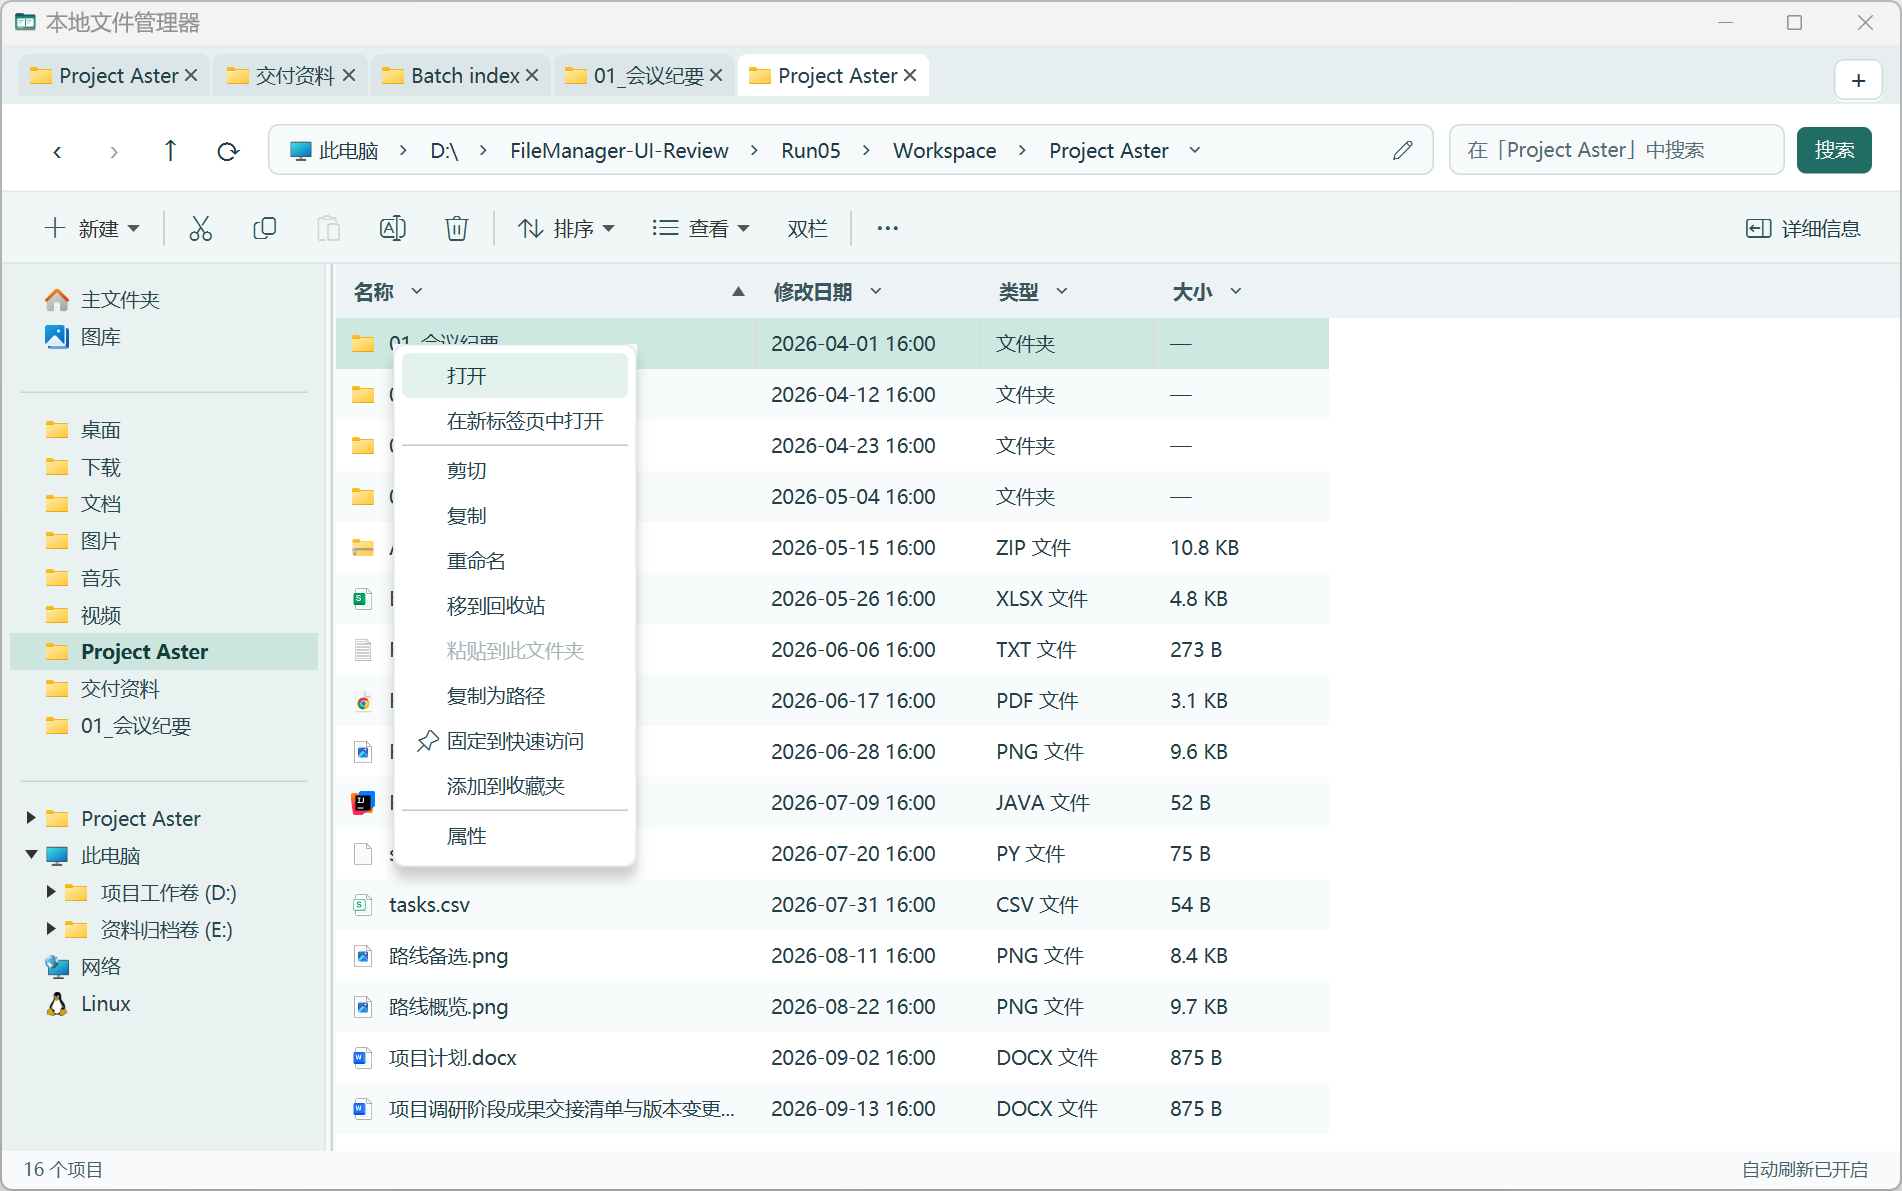 本地文件管理器
Project Aster
交付资料
Batch index
01_会议纪要
Project Aster
此电脑 › D:\ › FileManager-UI-Review › Run05 › Workspace › Project Aster
在「Project Aster」中搜索
搜索
新建
排序
查看
双栏
详细信息
主文件夹
图库
桌面
下载
文档
图片
音乐
视频
Project Aster
交付资料
01_会议纪要
Project Aster
此电脑
项目工作卷 (D:)
资料归档卷 (E:)
网络
Linux
名称 修改日期 类型 大小
01_会议纪要 2026-04-01 16:00 文件夹 —
2026-04-12 16:00 文件夹 —
2026-04-23 16:00 文件夹 —
2026-05-04 16:00 文件夹 —
2026-05-15 16:00 ZIP 文件 10.8 KB
2026-05-26 16:00 XLSX 文件 4.8 KB
2026-06-06 16:00 TXT 文件 273 B
2026-06-17 16:00 PDF 文件 3.1 KB
2026-06-28 16:00 PNG 文件 9.6 KB
2026-07-09 16:00 JAVA 文件 52 B
2026-07-20 16:00 PY 文件 75 B
tasks.csv 2026-07-31 16:00 CSV 文件 54 B
路线备选.png 2026-08-11 16:00 PNG 文件 8.4 KB
路线概览.png 2026-08-22 16:00 PNG 文件 9.7 KB
项目计划.docx 2026-09-02 16:00 DOCX 文件 875 B
项目调研阶段成果交接清单与版本变更... 2026-09-13 16:00 DOCX 文件 875 B
打开
在新标签页中打开
剪切
复制
重命名
移到回收站
粘贴到此文件夹
复制为路径
固定到快速访问
添加到收藏夹
属性
16 个项目
自动刷新已开启